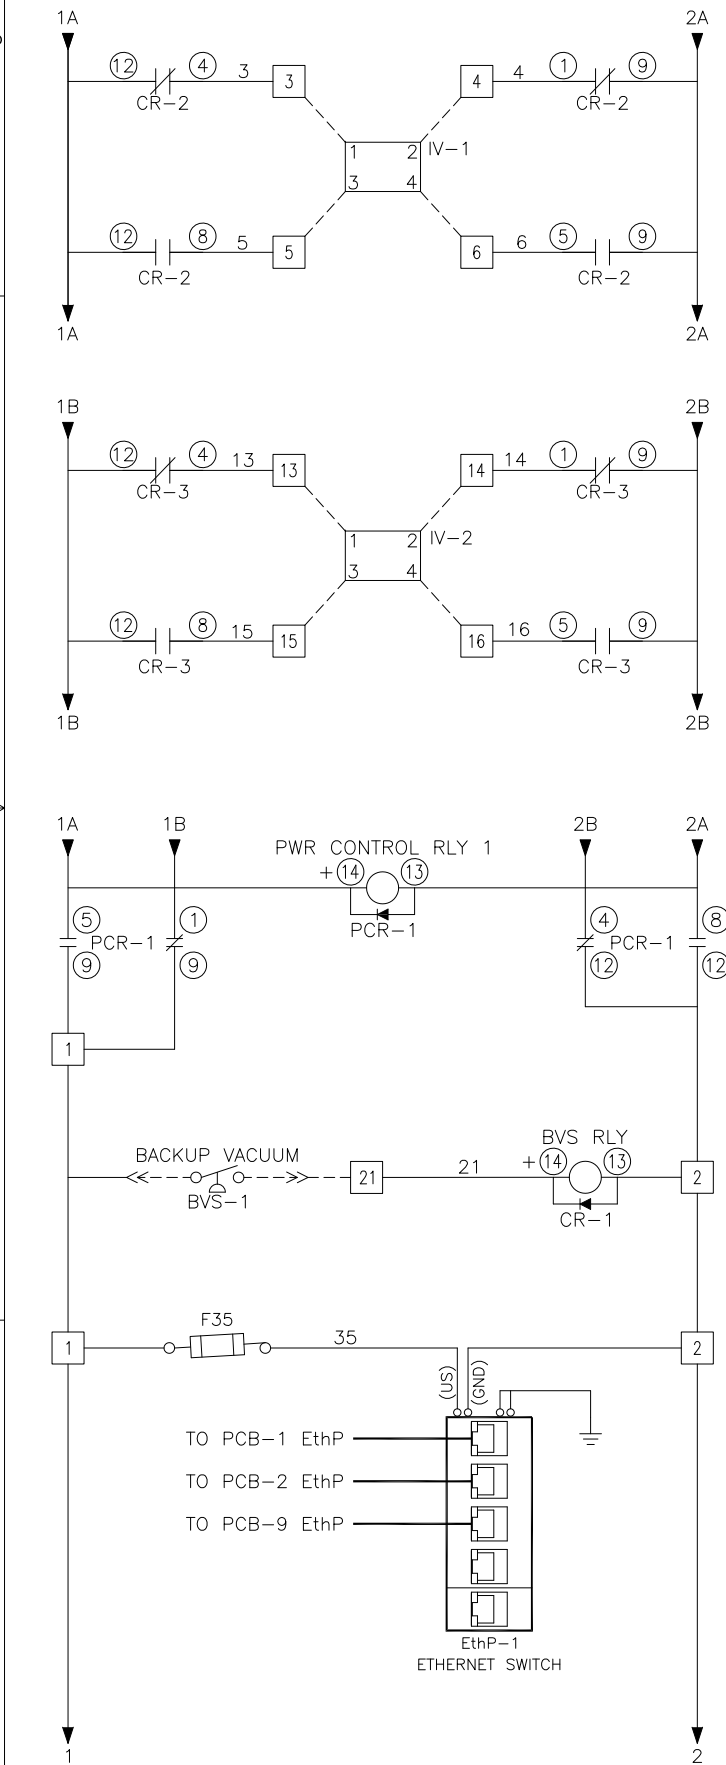 1A 2A
12 4 3 3 4 4 1 9
CR-2 CR-2
1 2 IV-1
3 4
12 8 5 5 6 6 5 9
CR-2 CR-2
1A 2A
1B 2B
12 4 13 13 14 14 1 9
CR-3 CR-3
1 2 IV-2
3 4
12 8 15 15 16 16 5 9
CR-3 CR-3
1B 2B
1A 1B 2B 2A
PWR CONTROL RLY 1
+ 14 13
5 1 PCR-1 4 8
PCR-1 PCR-1
9 9 12 12
1
BACKUP VACUUM BVS RLY
21 21 + 14 13 2
BVS-1 CR-1
F35
1 35 2
(US) (GND)
TO PCB-1 EthP
TO PCB-2 EthP
TO PCB-9 EthP
EthP-1
ETHERNET SWITCH
1 2